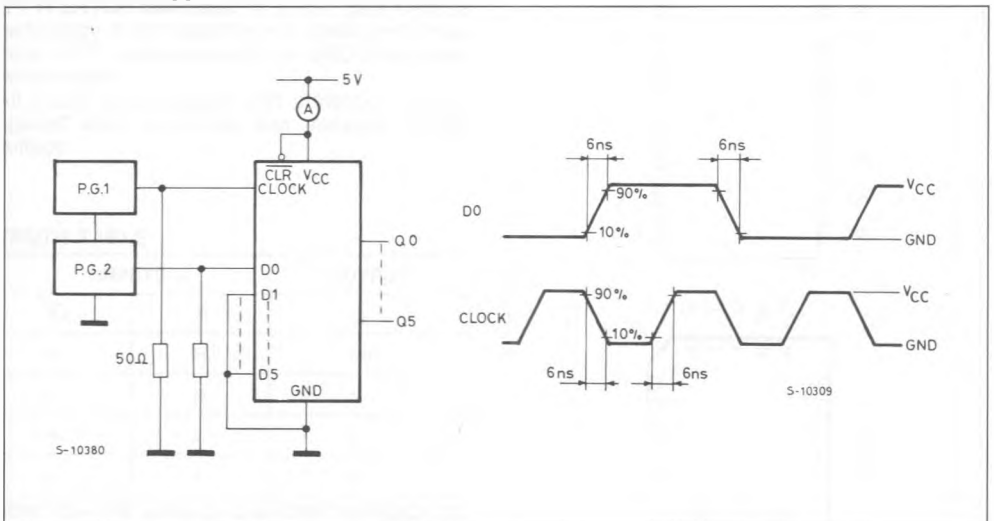 5V
A
CLR VCC
CLOCK
P.G.1
P.G.2
D0
D1
D5
GND
Q0
Q5
50Ω
S-10380
6ns
6ns
D0
90%
10%
VCC
GND
CLOCK
90%
10%
VCC
GND
6ns
6ns
S-10309